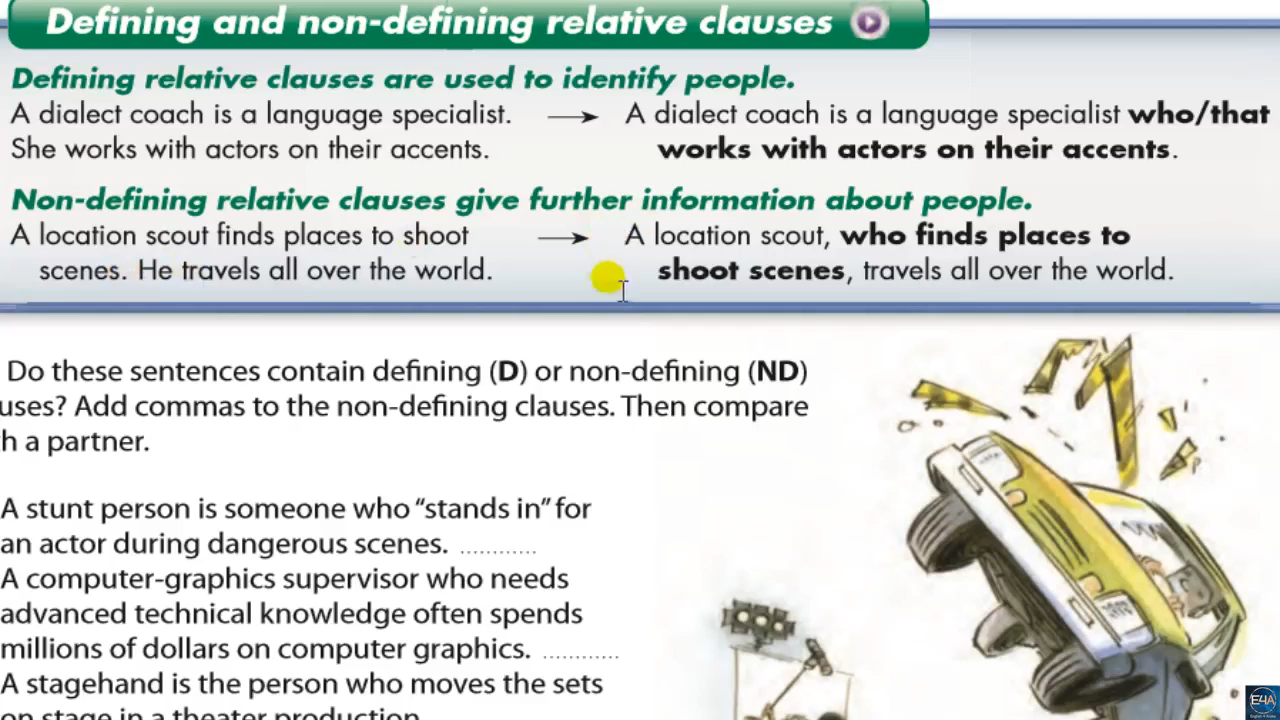 Defining and non-defining relative clauses
Defining relative clauses are used to identify people.
A dialect coach is a language specialist. → A dialect coach is a language specialist who/that
She works with actors on their accents. works with actors on their accents.
Non-defining relative clauses give further information about people.
A location scout finds places to shoot → A location scout, who finds places to
scenes. He travels all over the world. shoot scenes, travels all over the world.
Do these sentences contain defining (D) or non-defining (ND)
uses? Add commas to the non-defining clauses. Then compare
h a partner.
A stunt person is someone who “stands in” for
an actor during dangerous scenes. ............
A computer-graphics supervisor who needs
advanced technical knowledge often spends
millions of dollars on computer graphics. ............
A stagehand is the person who moves the sets
on stage in a theater production.
E4A